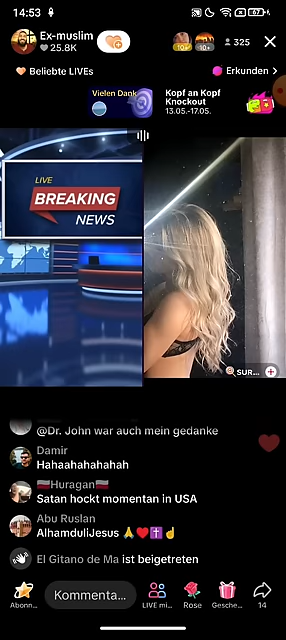 14:53
67
Ex-muslim
25.8K
10+
10+
325
Beliebte LIVEs
Erkunden >
Vielen Dank
Kopf an Kopf
Knockout
13.05.-17.05.
LIVE
BREAKING
NEWS
SUR...
@Dr. John war auch mein gedanke
Damir
Hahaahahahahah
Huragan
Satan hockt momentan in USA
Abu Ruslan
AlhamduliJesus 🙏❤️✝️☝️
El Gitano de Ma ist beigetreten
Kommenta...
Abonn...
LIVE mi...
Rose
Gesche...
14